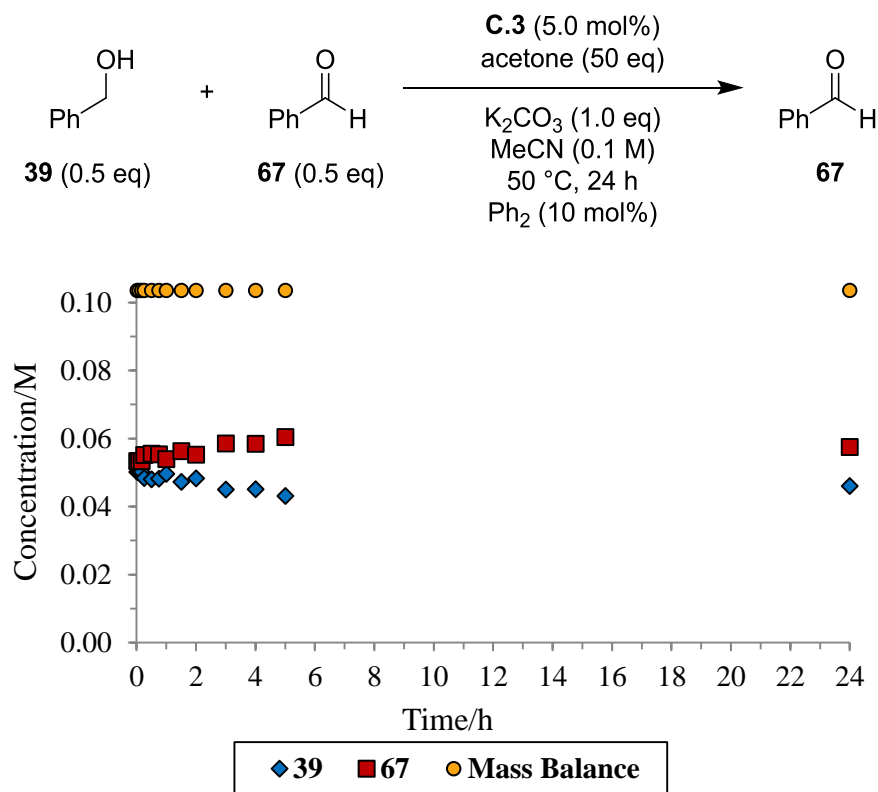 C.3 (5.0 mol%)
acetone (50 eq)
OH
O
O
+
Ph
Ph
H
Ph
H
K₂CO₃ (1.0 eq)
MeCN (0.1 M)
50 °C, 24 h
Ph₂ (10 mol%)
39 (0.5 eq)
67 (0.5 eq)
67
0.10
0.08
0.06
0.04
0.02
0.00
Concentration/M
0 2 4 6 8 10 12 14 16 18 20 22 24
Time/h
39 67 Mass Balance